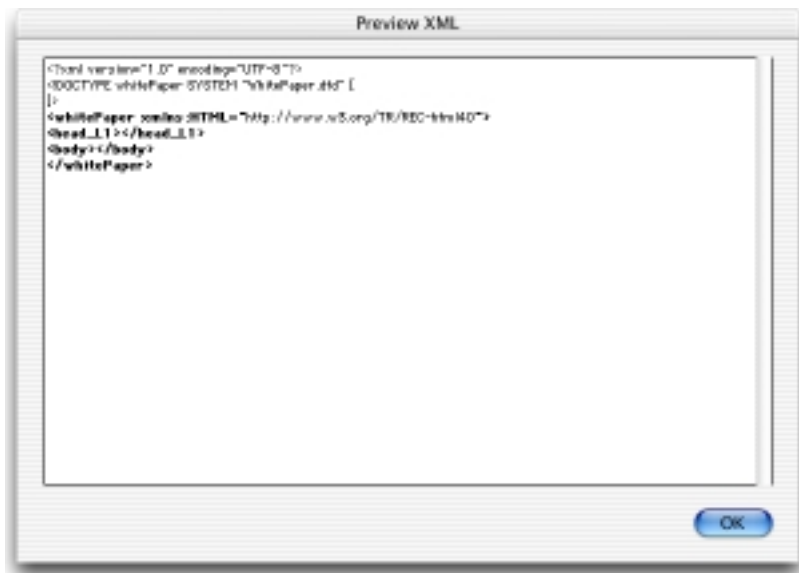 Preview XML
<?xml version="1.0" encoding="UTF-8"?>
<!DOCTYPE whitePaper SYSTEM "WhitePaper.dtd" [
]>
<whitePaper xmlns:HTML="http://www.w3.org/TR/REC-html40">
<head_L1></head_L1>
<body></body>
</whitePaper>
OK